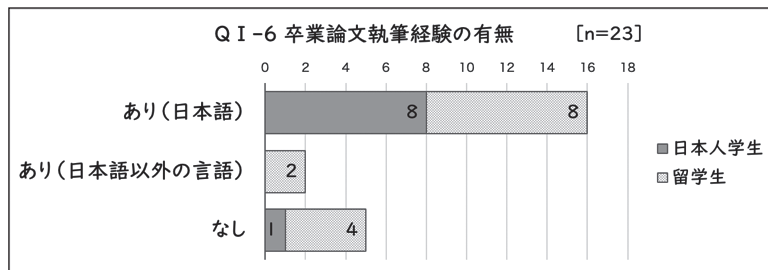 QⅠ-6 卒業論文執筆経験の有無 [n=23]
0 2 4 6 8 10 12 14 16 18
あり(日本語) 8 8
あり(日本語以外の言語) 2
なし 1 4
日本人学生
留学生